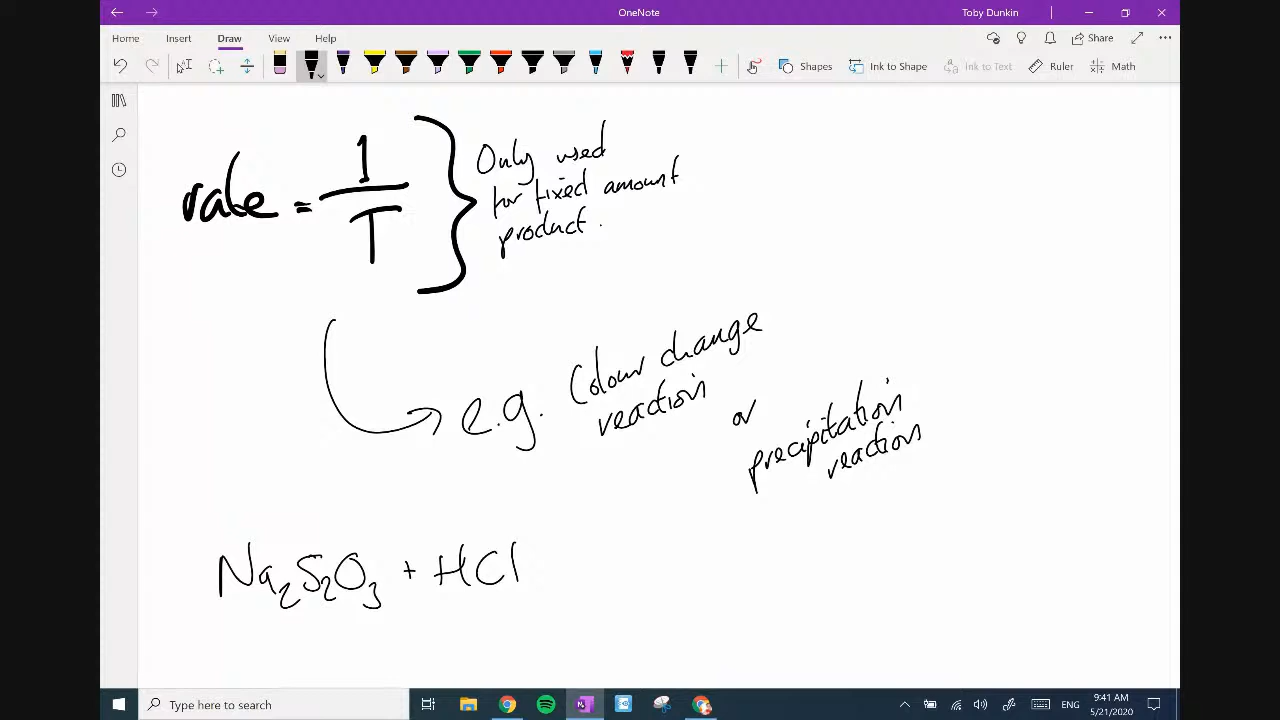 OneNote
Toby Dunkin
Home Insert Draw View Help
Share
Shapes Ink to Shape Ink to Text Ruler Math
rate = 1/T
Only used
for fixed amount
product.
e.g. Colour change
reaction
or
precipitation
reaction
Na₂S₂O₃ + HCl
Type here to search
ENG
9:41 AM
5/21/2020